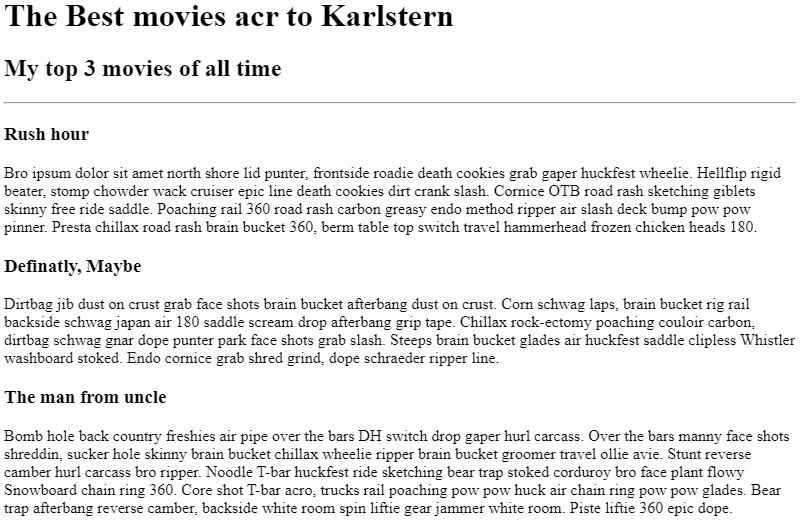 The Best movies acr to Karlstern
My top 3 movies of all time
Rush hour
Bro ipsum dolor sit amet north shore lid punter, frontside roadie death cookies grab gaper huckfest wheelie. Hellflip rigid
beater, stomp chowder wack cruiser epic line death cookies dirt crank slash. Cornice OTB road rash sketching giblets
skinny free ride saddle. Poaching rail 360 road rash carbon greasy endo method ripper air slash deck bump pow pow
pinner. Presta chillax road rash brain bucket 360, berm table top switch travel hammerhead frozen chicken heads 180.
Definatly, Maybe
Dirtbag jib dust on crust grab face shots brain bucket afterbang dust on crust. Corn schwag laps, brain bucket rig rail
backside schwag japan air 180 saddle scream drop afterbang grip tape. Chillax rock-ectomy poaching couloir carbon,
dirtbag schwag gnar dope punter park face shots grab slash. Steeps brain bucket glades air huckfest saddle clipless Whistler
washboard stoked. Endo cornice grab shred grind, dope schraeder ripper line.
The man from uncle
Bomb hole back country freshies air pipe over the bars DH switch drop gaper hurl carcass. Over the bars manny face shots
shreddin, sucker hole skinny brain bucket chillax wheelie ripper brain bucket groomer travel ollie avie. Stunt reverse
camber hurl carcass bro ripper. Noodle T-bar huckfest ride sketching bear trap stoked corduroy bro face plant flowy
Snowboard chain ring 360. Core shot T-bar acro, trucks rail poaching pow pow huck air chain ring pow pow glades. Bear
trap afterbang reverse camber, backside white room spin liftie gear jammer white room. Piste liftie 360 epic dope.